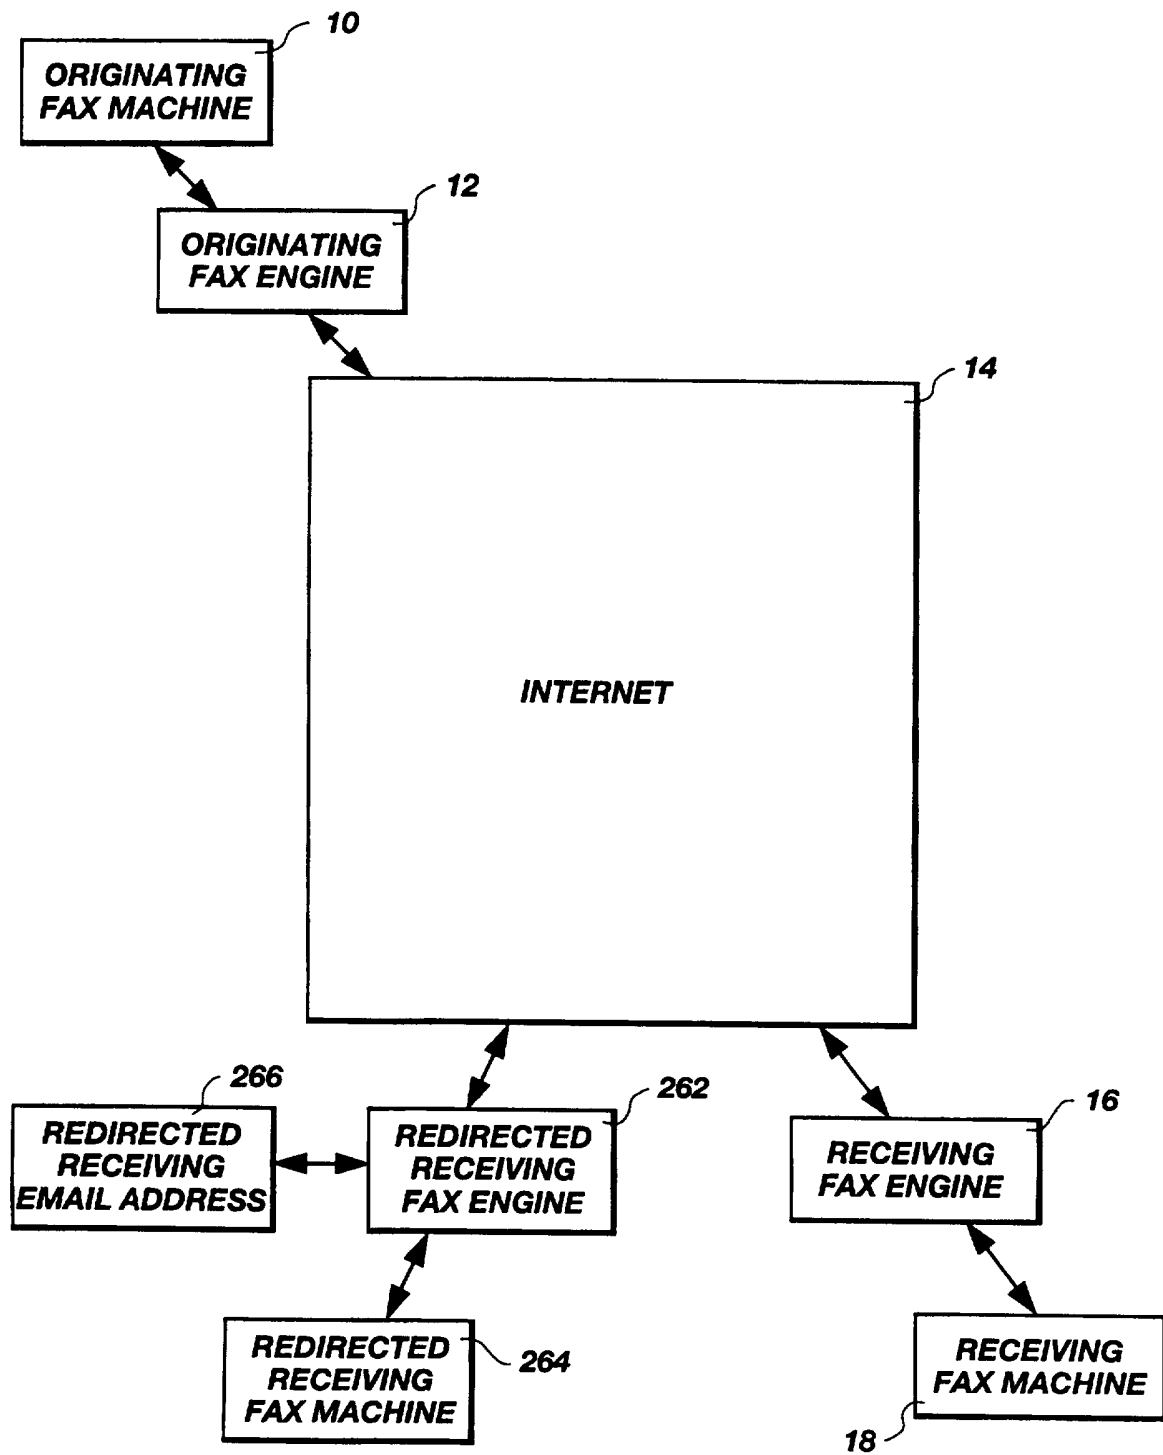 10
ORIGINATING
FAX MACHINE
12
ORIGINATING
FAX ENGINE
14
INTERNET
266
REDIRECTED
RECEIVING
EMAIL ADDRESS
262
REDIRECTED
RECEIVING
FAX ENGINE
16
RECEIVING
FAX ENGINE
REDIRECTED
RECEIVING
FAX MACHINE
264
RECEIVING
FAX MACHINE
18